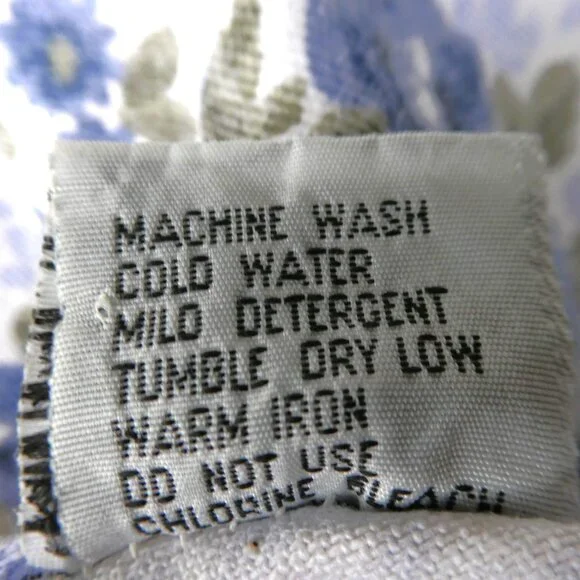 MACHINE WASH
COLD WATER
MILD DETERGENT
TUMBLE DRY LOW
WARM IRON
DO NOT USE
CHLORINE BLEACH